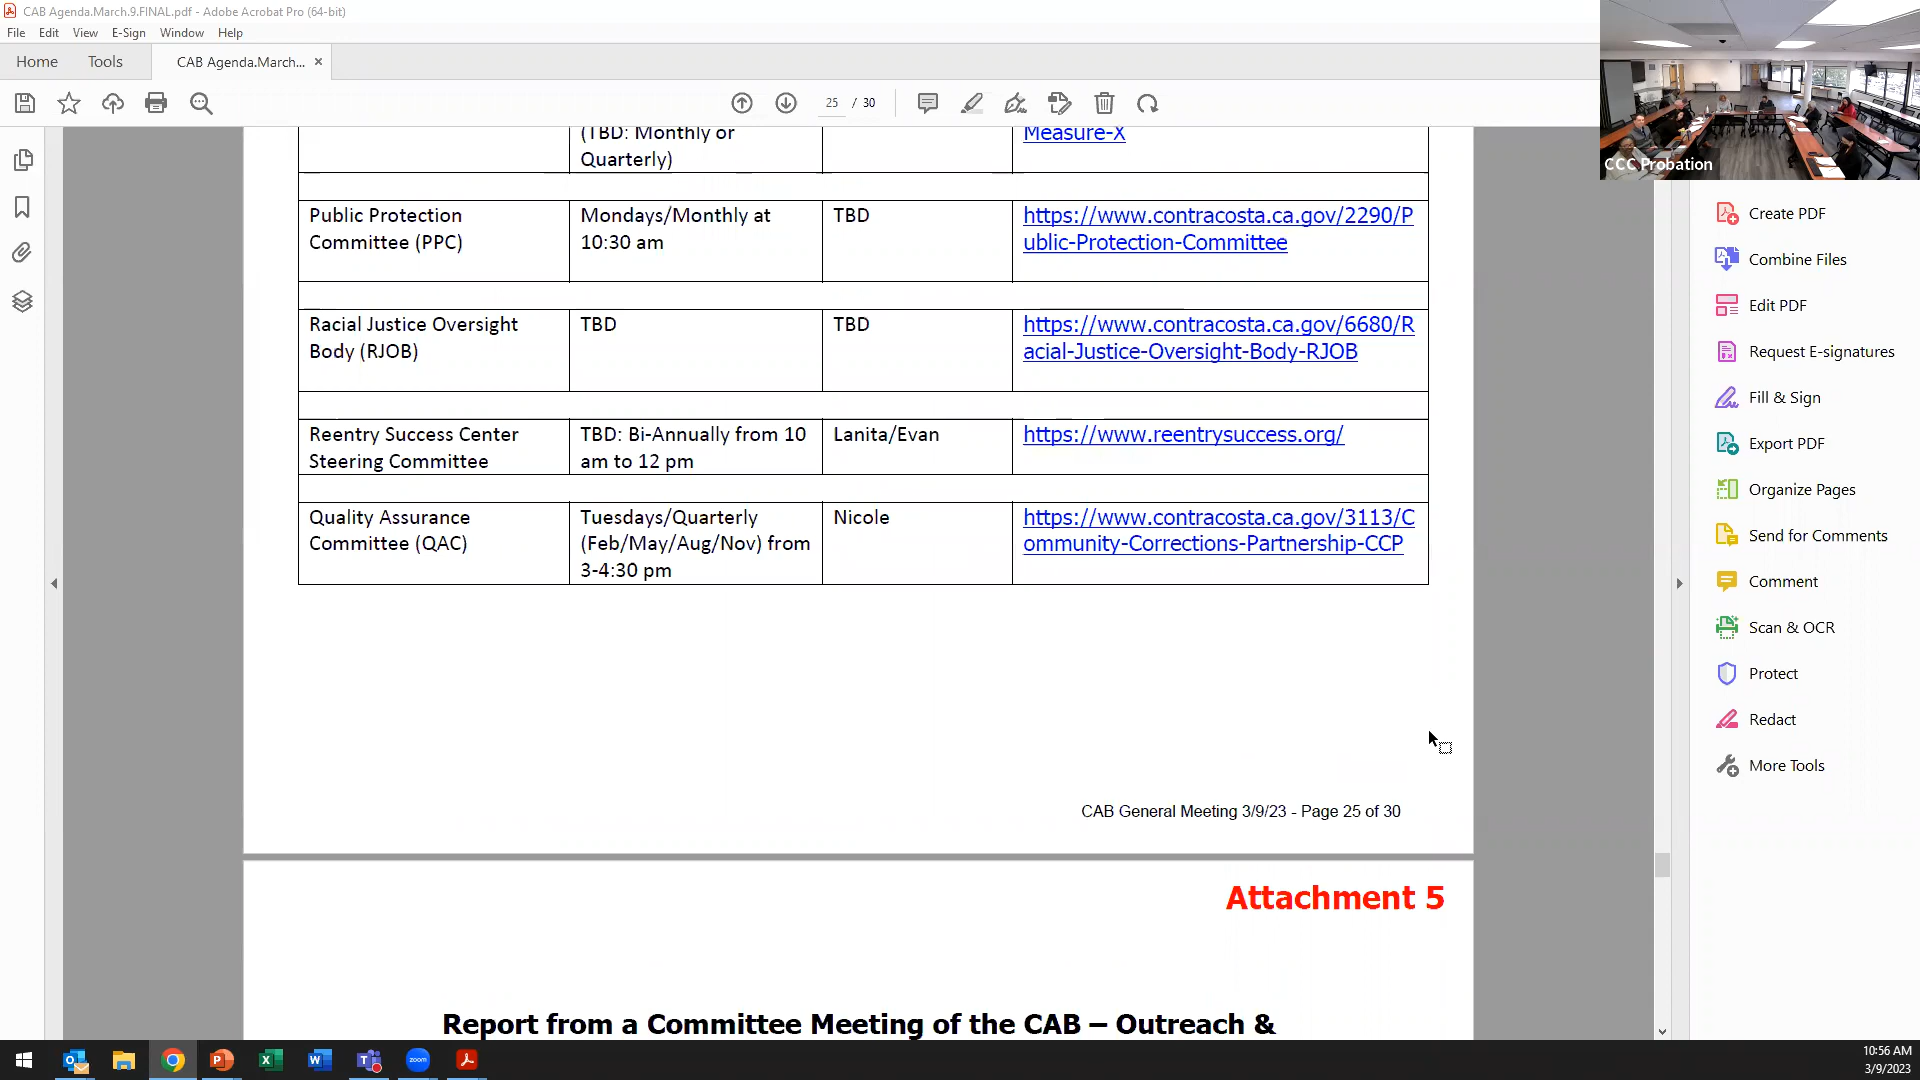 CAB Agenda.March.9.FINAL.pdf - Adobe Acrobat Pro (64-bit)
File Edit View E-Sign Window Help
Home Tools CAB Agenda.March... ×
25 / 30
(TBD: Monthly or
Quarterly)
Measure-X
Public Protection
Committee (PPC)
Mondays/Monthly at
10:30 am
TBD
https://www.contracosta.ca.gov/2290/P
ublic-Protection-Committee
Racial Justice Oversight
Body (RJOB)
TBD
TBD
https://www.contracosta.ca.gov/6680/R
acial-Justice-Oversight-Body-RJOB
Reentry Success Center
Steering Committee
TBD: Bi-Annually from 10
am to 12 pm
Lanita/Evan
https://www.reentrysuccess.org/
Quality Assurance
Committee (QAC)
Tuesdays/Quarterly
(Feb/May/Aug/Nov) from
3-4:30 pm
Nicole
https://www.contracosta.ca.gov/3113/C
ommunity-Corrections-Partnership-CCP
CAB General Meeting 3/9/23 - Page 25 of 30
Attachment 5
Report from a Committee Meeting of the CAB – Outreach &
CCC Probation
Create PDF
Combine Files
Edit PDF
Request E-signatures
Fill & Sign
Export PDF
Organize Pages
Send for Comments
Comment
Scan & OCR
Protect
Redact
More Tools
zoom
10:56 AM
3/9/2023